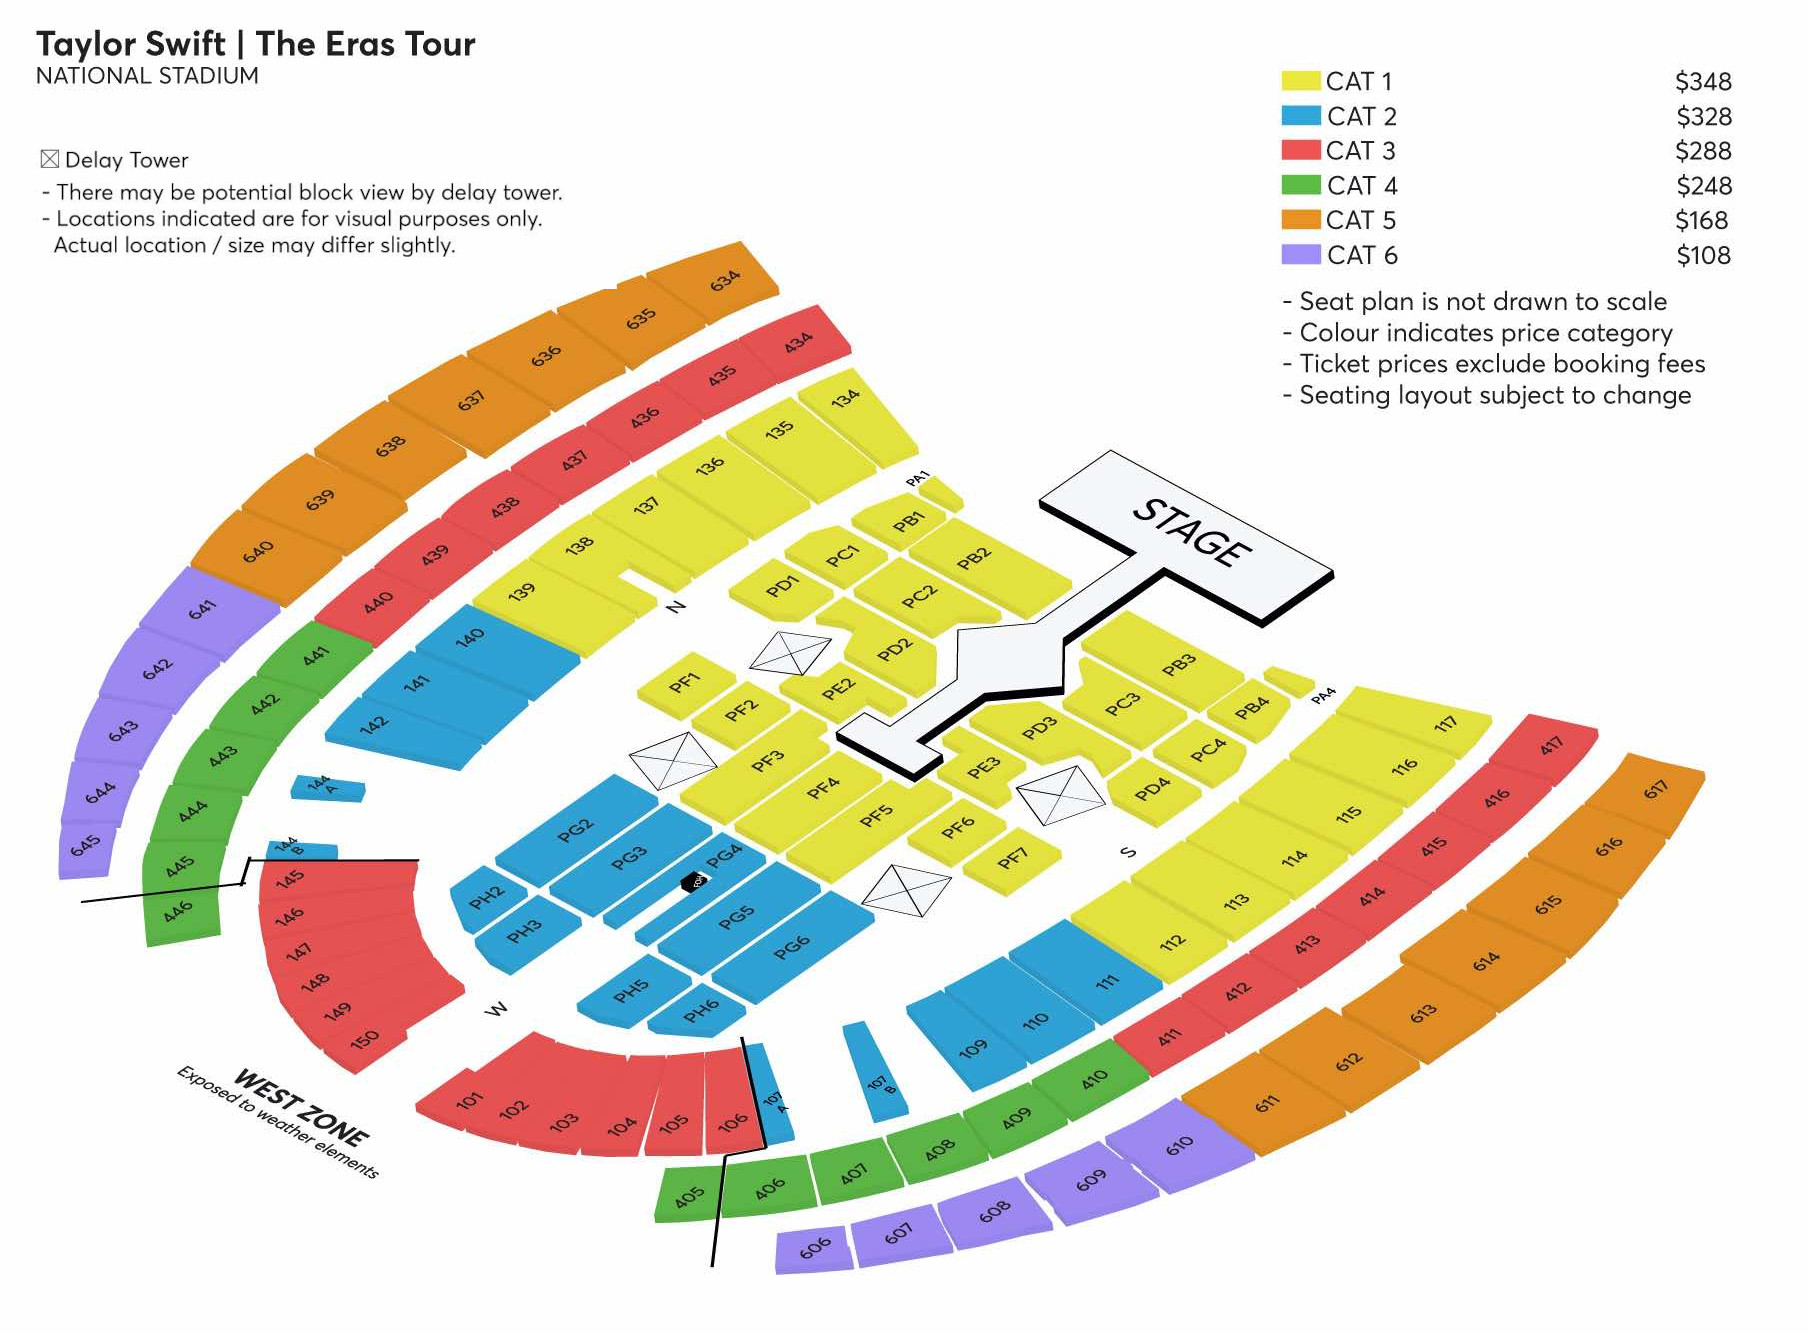 Taylor Swift | The Eras Tour
NATIONAL STADIUM
Delay Tower
- There may be potential block view by delay tower.
- Locations indicated are for visual purposes only.
Actual location / size may differ slightly.
CAT 1 $348
CAT 2 $328
CAT 3 $288
CAT 4 $248
CAT 5 $168
CAT 6 $108
- Seat plan is not drawn to scale
- Colour indicates price category
- Ticket prices exclude booking fees
- Seating layout subject to change
634
635
636
637
638
639
640
641
642
643
644
645
434
435
436
437
438
439
440
441
442
443
444
445
446
134
135
136
137
138
139
140
141
142
144 A
144 B
145
146
147
148
149
150
N
STAGE
PA1
PB1
PB2
PC1
PC2
PD1
PD2
PE2
PF1
PF2
PF3
PF4
PF5
PF6
PF7
PB3
PB4
PA4
PC3
PC4
PD3
PD4
PE3
S
PG2
PG3
PG4
FOH
PG5
PG6
PH2
PH3
PH5
PH6
W
WEST ZONE
Exposed to weather elements
101
102
103
104
105
106
107 A
107 B
109
110
111
112
113
114
115
116
117
405
406
407
408
409
410
411
412
413
414
415
416
417
606
607
608
609
610
611
612
613
614
615
616
617